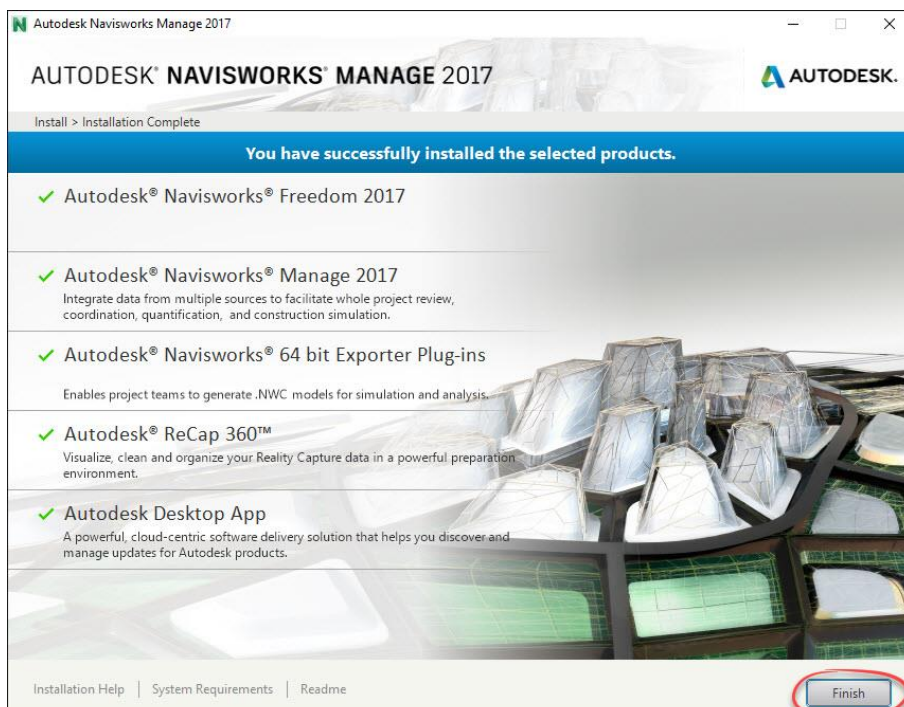 Autodesk Navisworks Manage 2017
AUTODESK® NAVISWORKS® MANAGE 2017
AUTODESK.
Install > Installation Complete
You have successfully installed the selected products.
Autodesk® Navisworks® Freedom 2017
Autodesk® Navisworks® Manage 2017
Integrate data from multiple sources to facilitate whole project review,
coordination, quantification, and construction simulation.
Autodesk® Navisworks® 64 bit Exporter Plug-ins
Enables project teams to generate .NWC models for simulation and analysis.
Autodesk® ReCap 360™
Visualize, clean and organize your Reality Capture data in a powerful preparation
environment.
Autodesk Desktop App
A powerful, cloud-centric software delivery solution that helps you discover and
manage updates for Autodesk products.
Installation Help | System Requirements | Readme
Finish